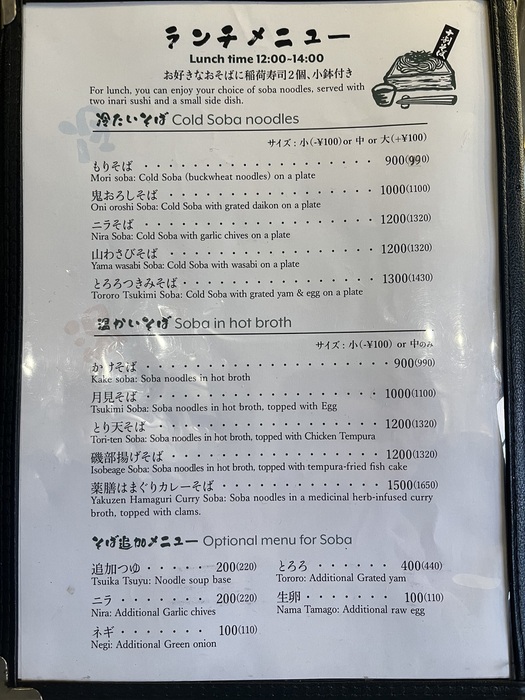 ランチメニュー
Lunch time 12:00~14:00
お好きなおそばに稲荷寿司2個、小鉢付き
For lunch, you can enjoy your choice of soba noodles, served with
two inari sushi and a small side dish.
冷たいそば Cold Soba noodles
サイズ：小(-¥100)or 中 or 大(+¥100)
もりそば ・・・・・・・・・・・・・・ 900(990)
Mori soba: Cold Soba (buckwheat noodles) on a plate
鬼おろしそば ・・・・・・・・・・・・・ 1000(1100)
Oni oroshi Soba: Cold Soba with grated daikon on a plate
ニラそば ・・・・・・・・・・・・・・ 1200(1320)
Nira Soba: Cold Soba with garlic chives on a plate
山わさびそば ・・・・・・・・・・・・・ 1200(1320)
Yama wasabi Soba: Cold Soba with wasabi on a plate
とろろつきみそば ・・・・・・・・・・・ 1300(1430)
Tororo Tsukimi Soba: Cold Soba with grated yam & egg on a plate
温かいそば Soba in hot broth
サイズ：小(-¥100) or 中のみ
かけそば ・・・・・・・・・・・・・・ 900(990)
Kake soba: Soba noodles in hot broth
月見そば ・・・・・・・・・・・・・・ 1000(1100)
Tsukimi Soba: Soba noodles in hot broth, topped with Egg
とり天そば ・・・・・・・・・・・・・ 1200(1320)
Tori-ten Soba: Soba noodles in hot broth, topped with Chicken Tempura
磯部揚げそば ・・・・・・・・・・・・ 1200(1320)
Isobeage Soba: Soba noodles in hot broth, topped with tempura-fried fish cake
薬膳はまぐりカレーそば ・・・・・・・・・ 1500(1650)
Yakuzen Hamaguri Curry Soba: Soba noodles in a medicinal herb-infused curry
broth, topped with clams.
そば追加メニュー Optional menu for Soba
追加つゆ ・・・・・ 200(220)
Tsuika Tsuyu: Noodle soup base
ニラ ・・・・・・・ 200(220)
Nira: Additional Garlic chives
ネギ・・・・・・・ 100(110)
Negi: Additional Green onion
とろろ ・・・・・・ 400(440)
Tororo: Additional Grated yam
生卵 ・・・・・・・ 100(110)
Nama Tamago: Additional raw egg